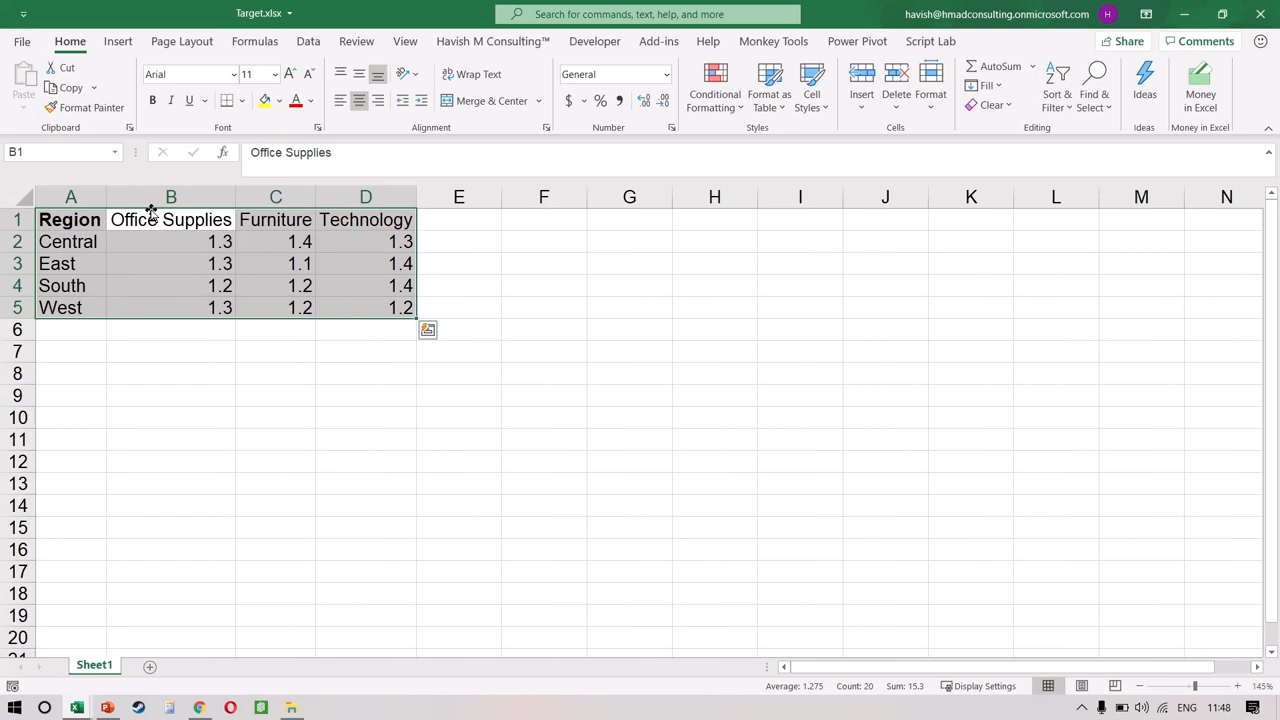 Target.xlsx
Search for commands, text, help, and more
havish@hmadconsulting.onmicrosoft.com
H
File Home Insert Page Layout Formulas Data Review View Havish M Consulting™ Developer Add-ins Help Monkey Tools Power Pivot Script Lab Share Comments
Paste
Cut
Copy
Format Painter
Clipboard
Arial 11
B I U
Font
Wrap Text
Merge & Center
Alignment
General
$ % ,
Number
Conditional Formatting
Format as Table
Cell Styles
Styles
Insert Delete Format
Cells
AutoSum
Fill
Clear
Sort & Filter
Find & Select
Editing
Ideas
Ideas
Money in Excel
Money in Excel
B1 fx Office Supplies
A B C D E F G H I J K L M N
1 Region Office Supplies Furniture Technology
2 Central 1.3 1.4 1.3
3 East 1.3 1.1 1.4
4 South 1.2 1.2 1.4
5 West 1.3 1.2 1.2
6
7
8
9
10
11
12
13
14
15
16
17
18
19
20
Sheet1
Average: 1.275 Count: 20 Sum: 15.3 Display Settings 145%
ENG 11:48